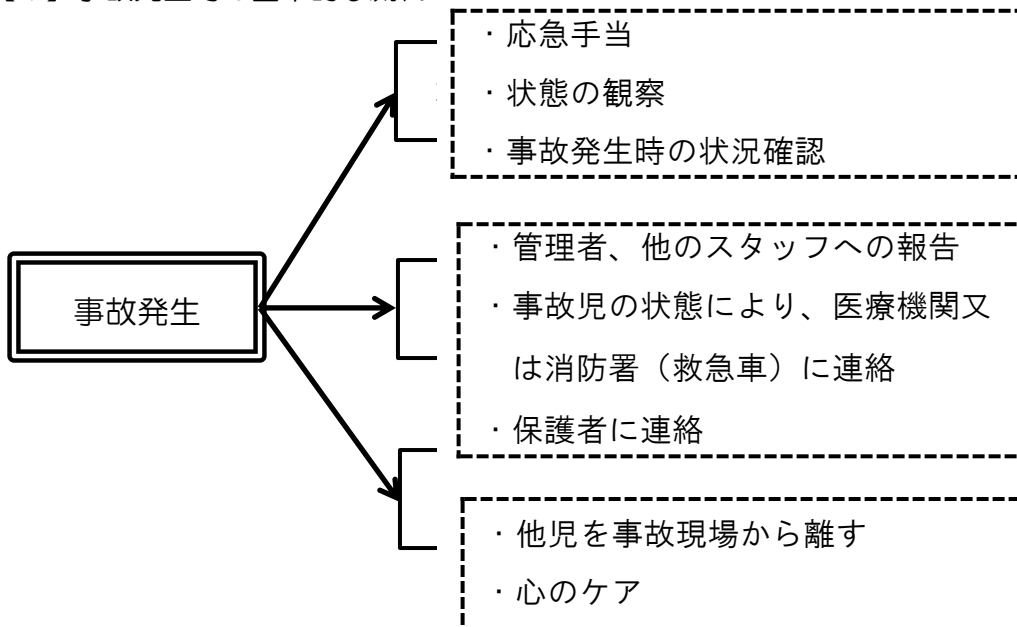 ・応急手当
・状態の観察
・事故発生時の状況確認
事故発生
・管理者、他のスタッフへの報告
・事故児の状態により、医療機関又
は消防署（救急車）に連絡
・保護者に連絡
・他児を事故現場から離す
・心のケア